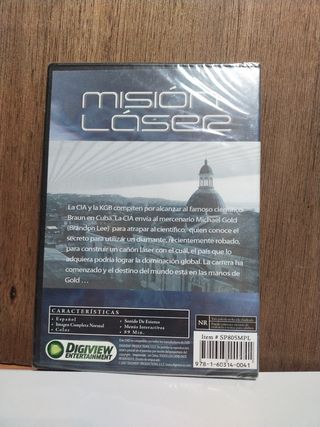 misión
Láser
La CIA y la KGB compiten por alcanzar al famoso científico
Braun en Cuba. La CIA envía al mercenario Michael Gold
(Brandon Lee) para atrapar al científico, quien conoce el
secreto para utilizar un diamante, recientemente robado,
para construir un cañón láser con el cual, el país que lo
adquiera podría lograr la dominación global. La carrera ha
comenzado y el destino del mundo está en las manos de
Gold ...
CARACTERÍSTICAS
• Español
• Sonido De Estereo
• Imagen Completa Normal
• Menús Interactivos
• Color
• 89 Min.
NR
DIGIVIEW
ENTERTAINMENT
Item # SP805MPL
978-1-60314-0041